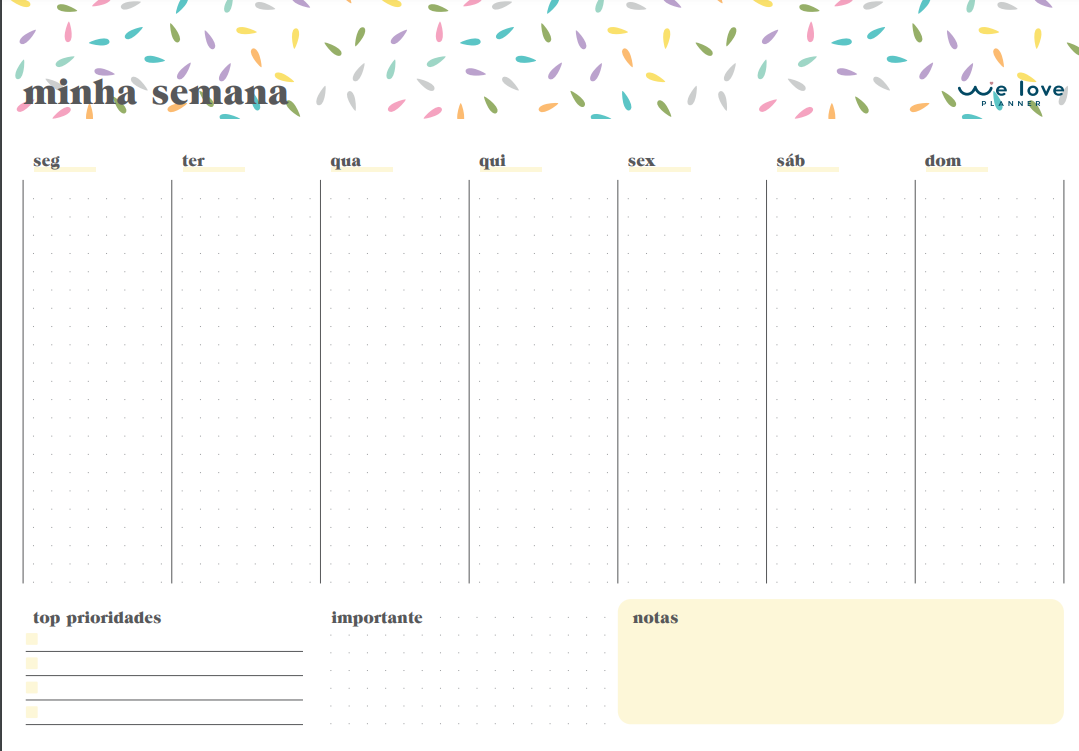 minha semana
We love
PLANNER
seg ter qua qui sex sáb dom
top prioridades
importante
notas